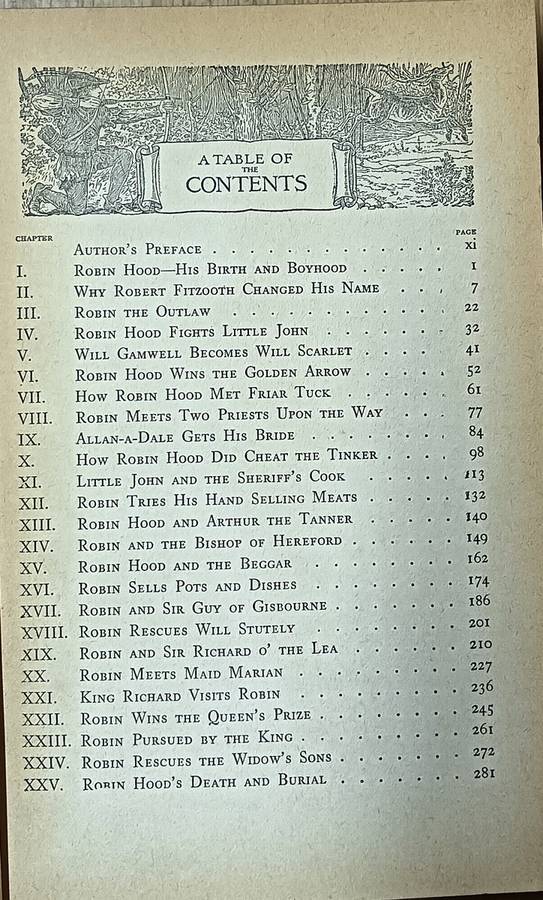 A TABLE OF
THE
CONTENTS
CHAPTER PAGE
AUTHOR'S PREFACE . . . . . . . . . . . . . xi
I. ROBIN HOOD—HIS BIRTH AND BOYHOOD . . . . . 1
II. WHY ROBERT FITZOOTH CHANGED HIS NAME . . . 7
III. ROBIN THE OUTLAW . . . . . . . . . . . . 22
IV. ROBIN HOOD FIGHTS LITTLE JOHN . . . . . . . 32
V. WILL GAMWELL BECOMES WILL SCARLET . . . . . 41
VI. ROBIN HOOD WINS THE GOLDEN ARROW . . . . . 52
VII. HOW ROBIN HOOD MET FRIAR TUCK . . . . . . 61
VIII. ROBIN MEETS TWO PRIESTS UPON THE WAY . . . 77
IX. ALLAN-A-DALE GETS HIS BRIDE . . . . . . . 84
X. HOW ROBIN HOOD DID CHEAT THE TINKER . . . . 98
XI. LITTLE JOHN AND THE SHERIFF'S COOK . . . . . 113
XII. ROBIN TRIES HIS HAND SELLING MEATS . . . . . 132
XIII. ROBIN HOOD AND ARTHUR THE TANNER . . . . . 140
XIV. ROBIN AND THE BISHOP OF HEREFORD . . . . . . 149
XV. ROBIN HOOD AND THE BEGGAR . . . . . . . 162
XVI. ROBIN SELLS POTS AND DISHES . . . . . . . 174
XVII. ROBIN AND SIR GUY OF GISBOURNE . . . . . . 186
XVIII. ROBIN RESCUES WILL STUTELY . . . . . . . 201
XIX. ROBIN AND SIR RICHARD O' THE LEA . . . . . 210
XX. ROBIN MEETS MAID MARIAN . . . . . . . . 227
XXI. KING RICHARD VISITS ROBIN . . . . . . . . 236
XXII. ROBIN WINS THE QUEEN'S PRIZE . . . . . . . 245
XXIII. ROBIN PURSUED BY THE KING . . . . . . . . 261
XXIV. ROBIN RESCUES THE WIDOW'S SONS . . . . . . 272
XXV. ROBIN HOOD'S DEATH AND BURIAL . . . . . . 281